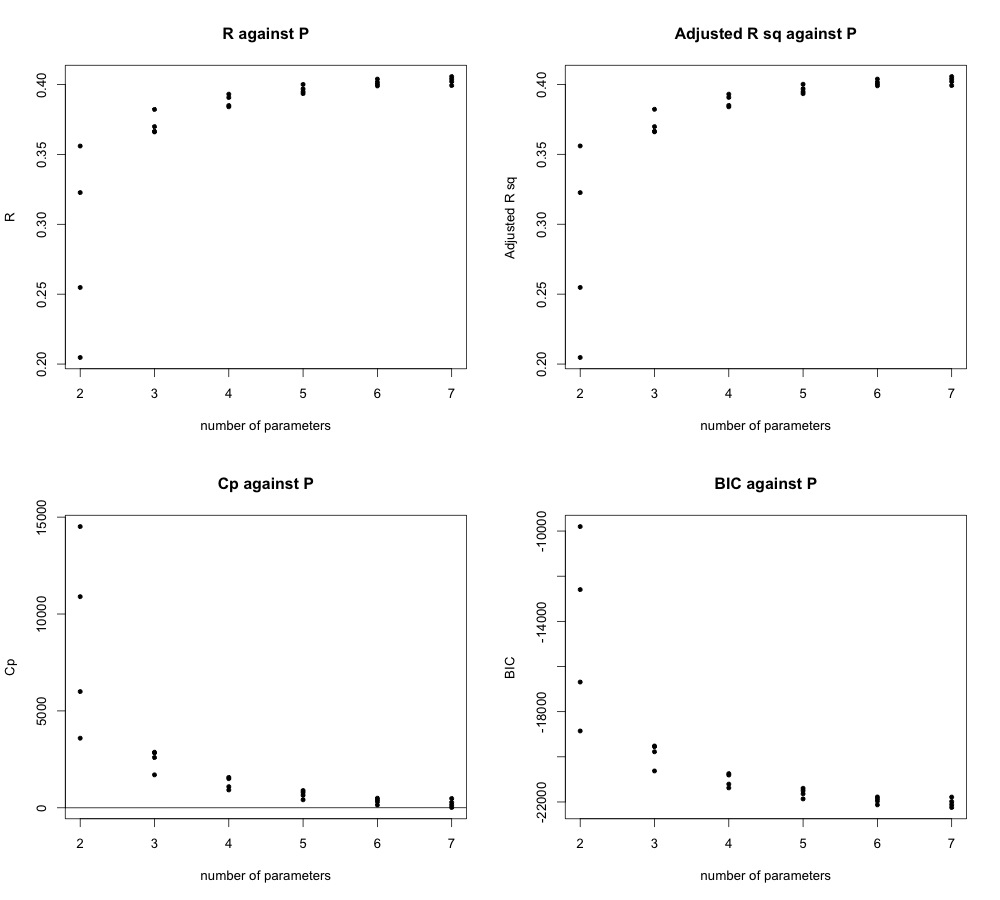 R against P
R
0.40
0.35
0.30
0.25
0.20
2 3 4 5 6 7
number of parameters
Adjusted R sq against P
Adjusted R sq
0.40
0.35
0.30
0.25
0.20
2 3 4 5 6 7
number of parameters
Cp against P
Cp
15000
10000
5000
0
2 3 4 5 6 7
number of parameters
BIC against P
BIC
-10000
-14000
-18000
-22000
2 3 4 5 6 7
number of parameters